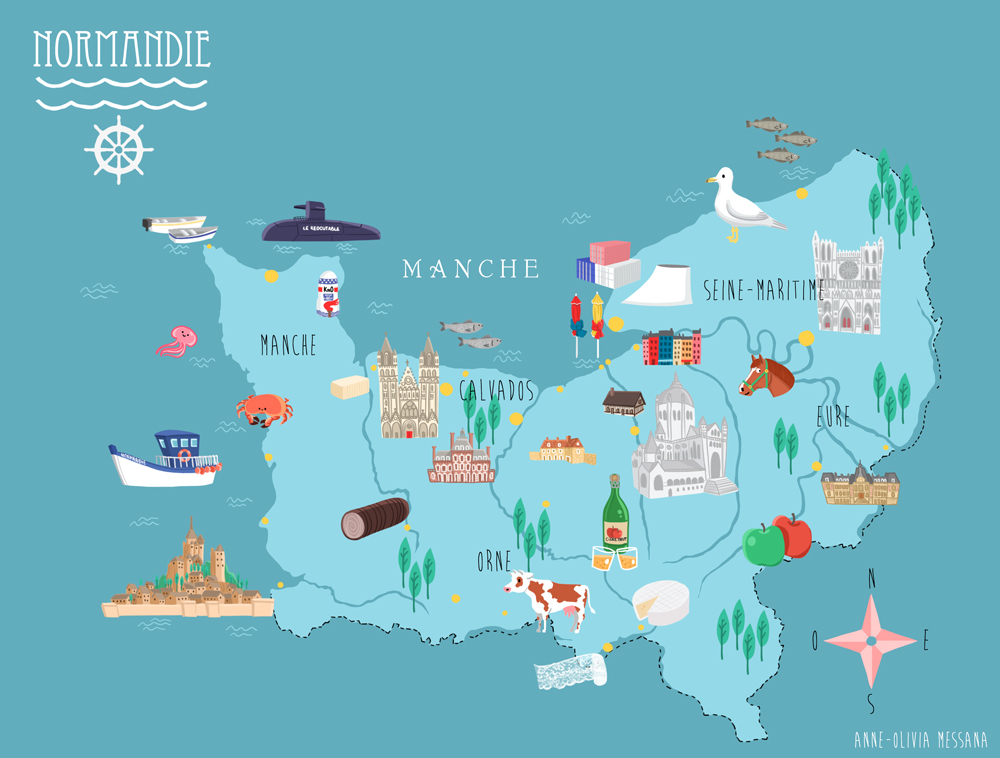 NORMANDIE
LE REDOUTABLE
MANCHE
SEINE-MARITIME
MANCHE
CALVADOS
EURE
ORNE
N
O
E
S
ANNE-OLIVIA MESSANA